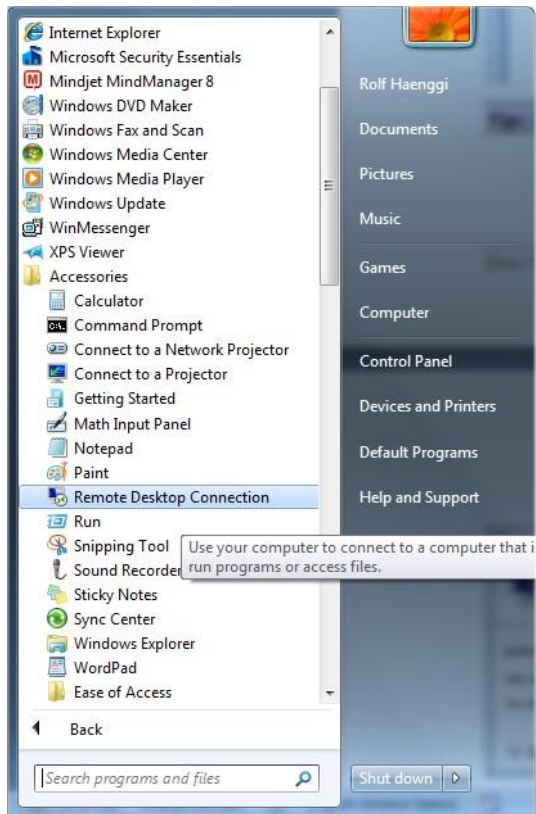 Internet Explorer
Microsoft Security Essentials
Mindjet MindManager 8
Windows DVD Maker
Windows Fax and Scan
Windows Media Center
Windows Media Player
Windows Update
WinMessenger
XPS Viewer
Accessories
Calculator
Command Prompt
Connect to a Network Projector
Connect to a Projector
Getting Started
Math Input Panel
Notepad
Paint
Remote Desktop Connection
Run
Snipping Tool
Sound Recorder
Sticky Notes
Sync Center
Windows Explorer
WordPad
Ease of Access
Back
Search programs and files
Rolf Haenggi
Documents
Pictures
Music
Games
Computer
Control Panel
Devices and Printers
Default Programs
Help and Support
Use your computer to connect to a computer that is
run programs or access files.
Shut down